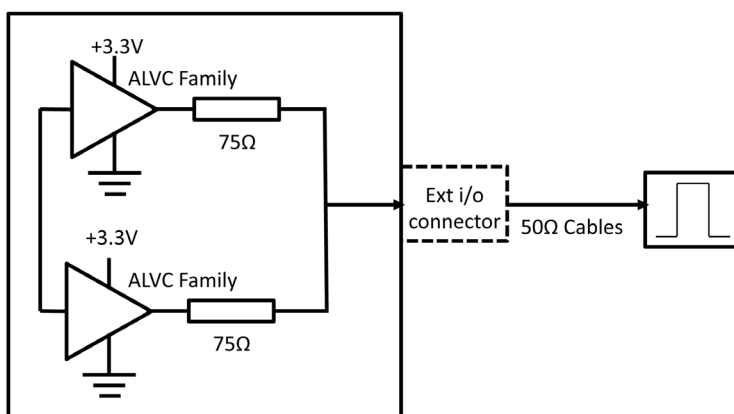 +3.3V
ALVC Family
75Ω
+3.3V
ALVC Family
75Ω
Ext i/o
connector
50Ω Cables